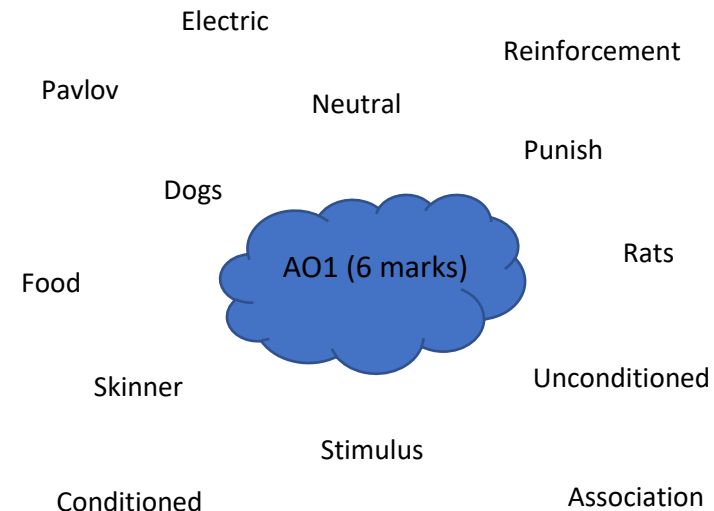 Electric
Reinforcement
Pavlov
Neutral
Punish
Dogs
Rats
AO1 (6 marks)
Food
Unconditioned
Skinner
Stimulus
Association
Conditioned